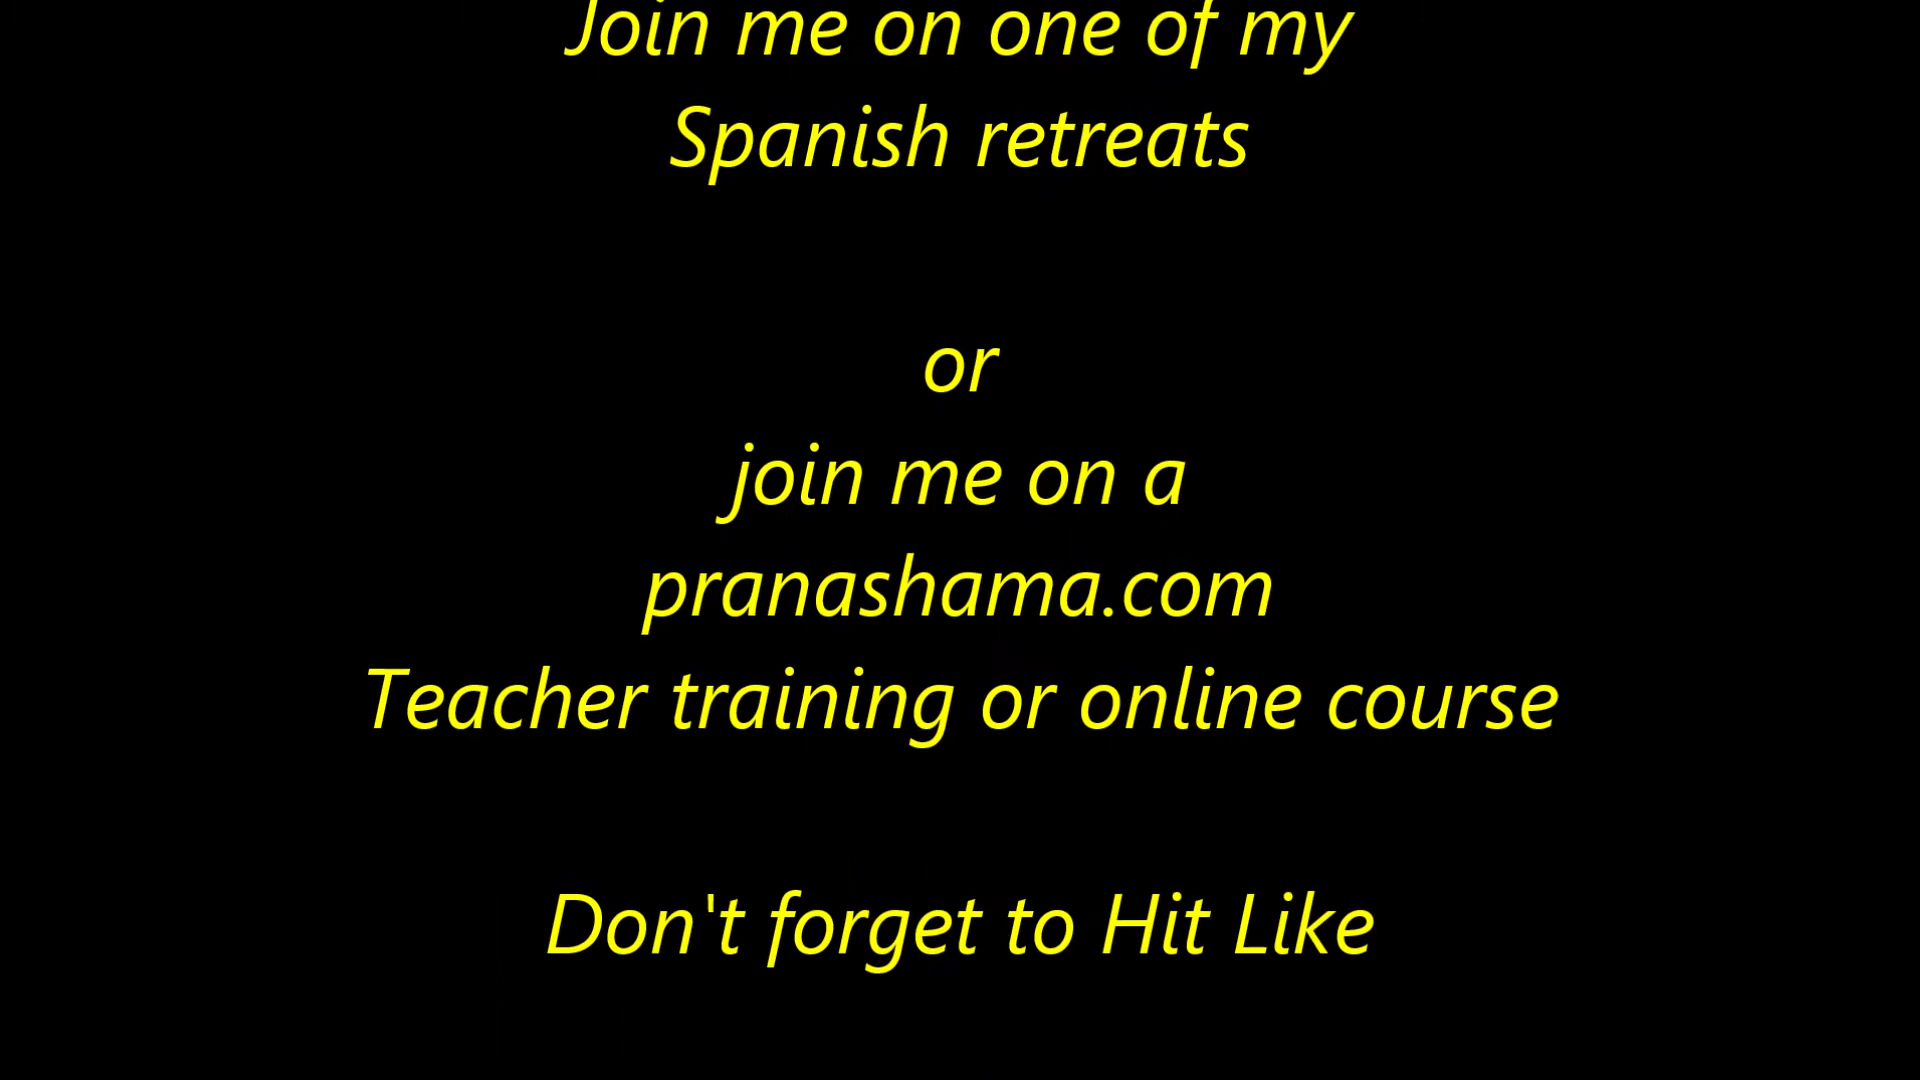 Join me on one of my
Spanish retreats
or
join me on a
pranashama.com
Teacher training or online course
Don't forget to Hit Like